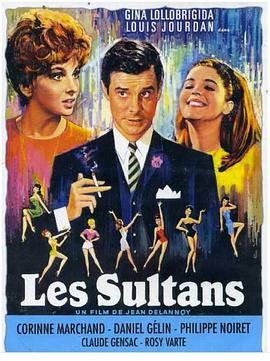 GINA LOLLOBRIGIDA
LOUIS JOURDAN dans
LES SULTANS
UN FILM DE JEAN DELANNOY
CORINNE MARCHAND - DANIEL GÉLIN - PHILIPPE NOIRET
CLAUDE GENSAC - ROSY VARTE